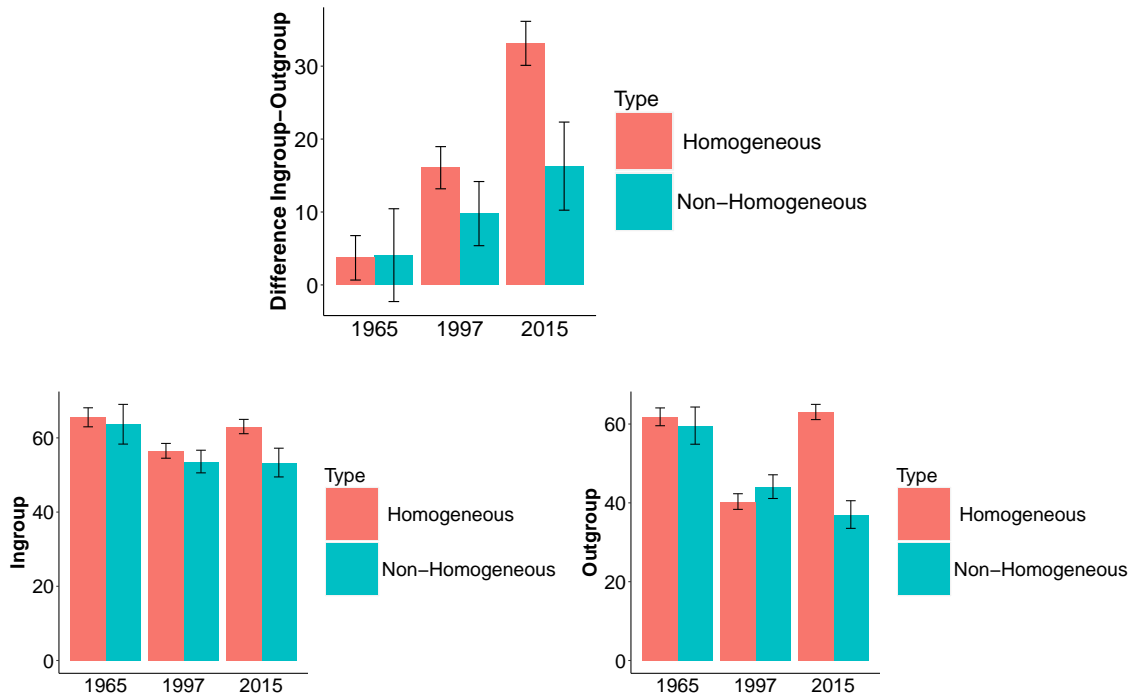 Difference Ingroup−Outgroup
30
20
10
0
1965 1997 2015
Type
Homogeneous
Non−Homogeneous
Ingroup
60
40
20
0
1965 1997 2015
Type
Homogeneous
Non−Homogeneous
Outgroup
60
40
20
0
1965 1997 2015
Type
Homogeneous
Non−Homogeneous